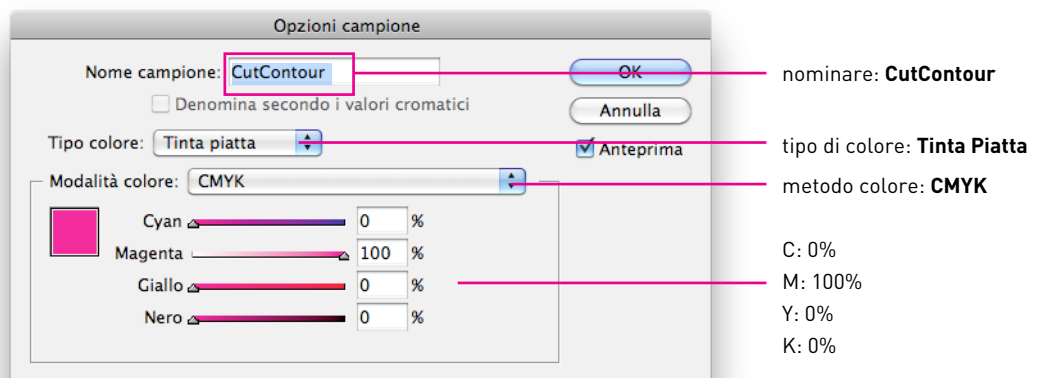 Opzioni campione
Nome campione: CutContour
OK
nominare: CutContour
Denomina secondo i valori cromatici
Annulla
Tipo colore: Tinta piatta
Anteprima
tipo di colore: Tinta Piatta
Modalità colore: CMYK
metodo colore: CMYK
Cyan 0 %
Magenta 100 %
Giallo 0 %
Nero 0 %
C: 0%
M: 100%
Y: 0%
K: 0%